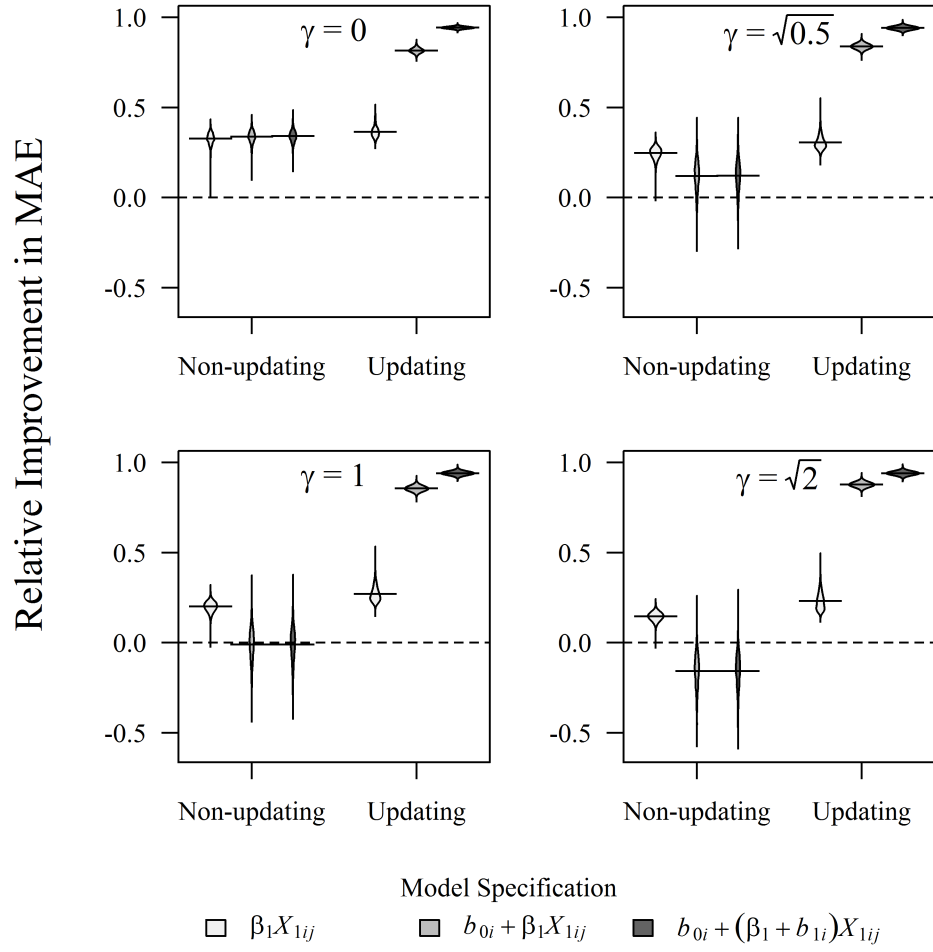 Relative Improvement in MAE
1.0
0.5
0.0
-0.5
γ = 0
Non-updating Updating
1.0
0.5
0.0
-0.5
γ = √0.5
Non-updating Updating
1.0
0.5
0.0
-0.5
γ = 1
Non-updating Updating
1.0
0.5
0.0
-0.5
γ = √2
Non-updating Updating
Model Specification
β₁X₁ᵢⱼ b₀ᵢ + β₁X₁ᵢⱼ b₀ᵢ + (β₁ + b₁ᵢ)X₁ᵢⱼ